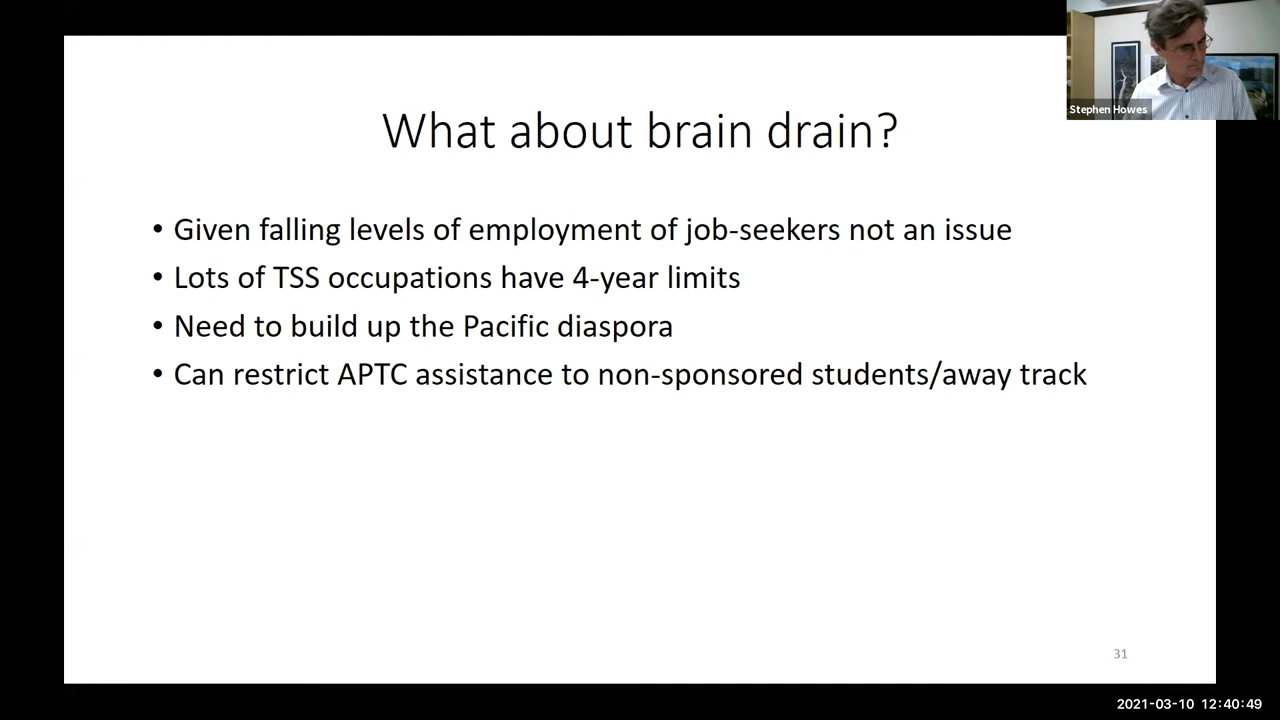 Stephen Howes
What about brain drain?
• Given falling levels of employment of job-seekers not an issue
• Lots of TSS occupations have 4-year limits
• Need to build up the Pacific diaspora
• Can restrict APTC assistance to non-sponsored students/away track
31
2021-03-10 12:40:49